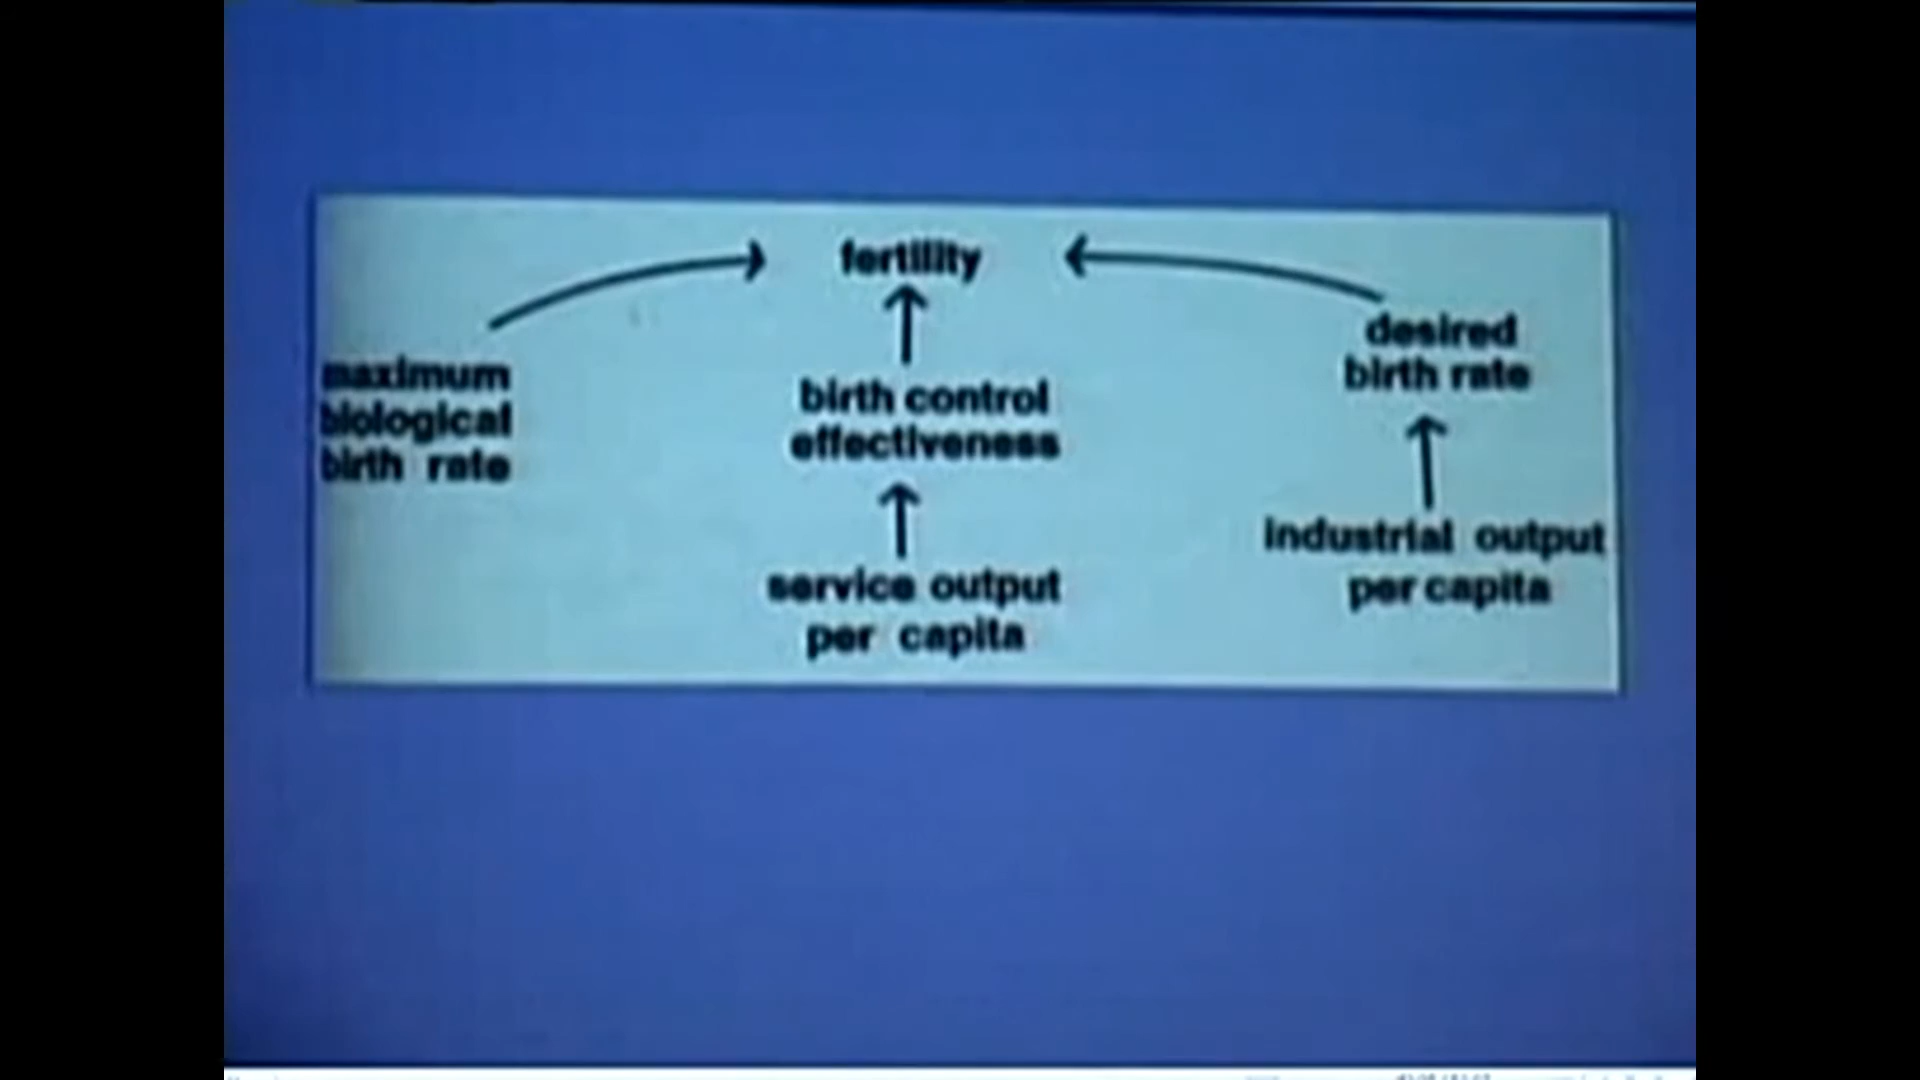 fertility
maximum
biological
birth rate
birth control
effectiveness
service output
per capita
desired
birth rate
industrial output
per capita